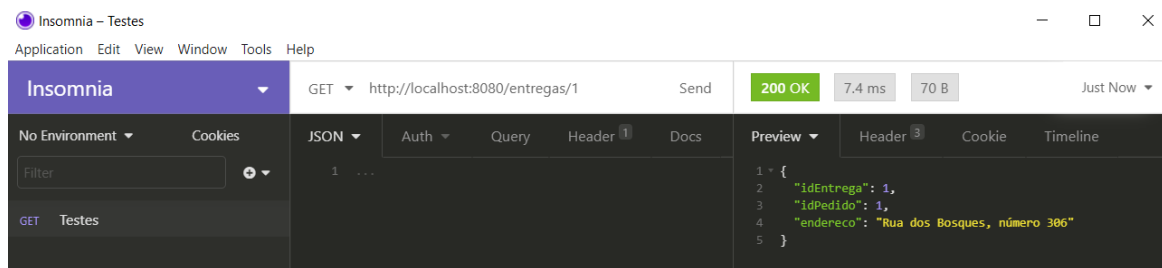 Insomnia – Testes
Application Edit View Window Tools Help
Insomnia
GET http://localhost:8080/entregas/1 Send
200 OK 7.4 ms 70 B Just Now
No Environment Cookies
JSON Auth Query Header 1 Docs
Preview Header 3 Cookie Timeline
Filter
1 ...
GET Testes
1 {
2 "idEntrega": 1,
3 "idPedido": 1,
4 "endereco": "Rua dos Bosques, número 306"
5 }